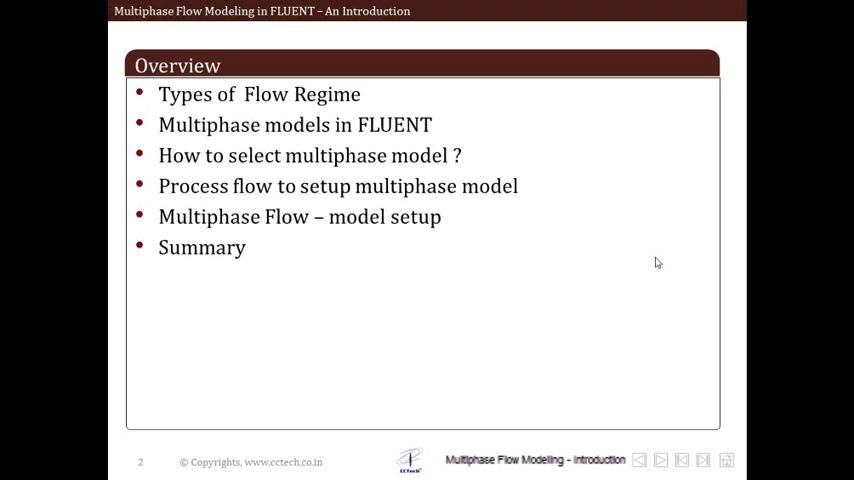 Multiphase Flow Modeling in FLUENT – An Introduction
Overview
• Types of Flow Regime
• Multiphase models in FLUENT
• How to select multiphase model ?
• Process flow to setup multiphase model
• Multiphase Flow – model setup
• Summary
2 © Copyrights, www.cctech.co.in CCTech Multiphase Flow Modeling - Introduction